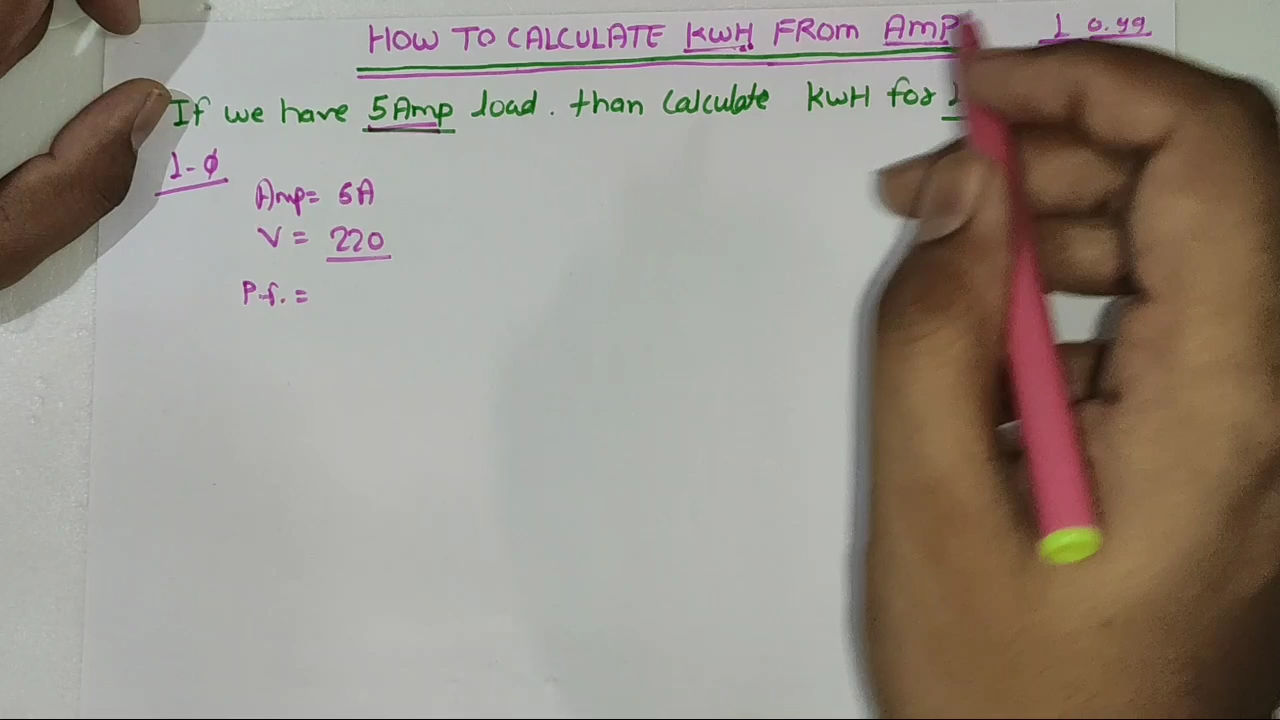 HOW TO CALCULATE KWH FROM AMP
1 0.99
If we have 5Amp load. than Calculate KWH for
1-Φ
Amp= 5A
V = 220
P.f. =